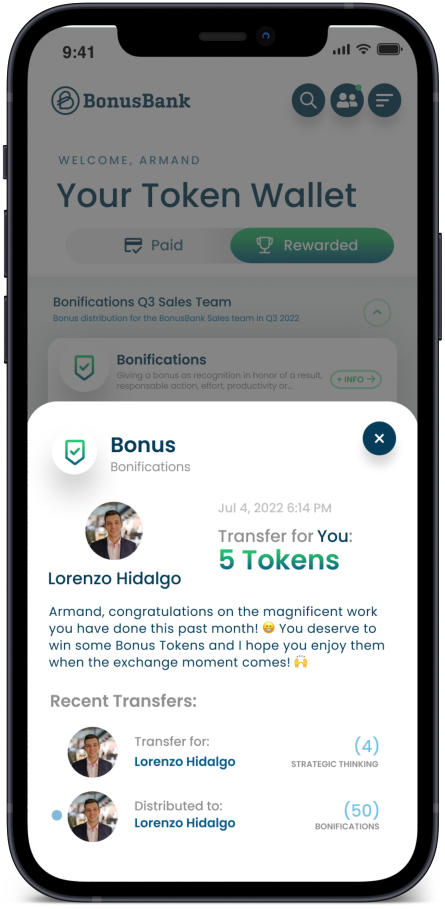 9:41
BonusBank
WELCOME, ARMAND
Your Token Wallet
Paid
Rewarded
Bonifications Q3 Sales Team
Bonus distribution for the BonusBank Sales team in Q3 2022
Bonifications
Giving a bonus as recognition in honor of a result,
responsable action, effort, productivity or...
+ INFO →
Bonus
Bonifications
Jul 4, 2022 6:14 PM
Transfer for You:
5 Tokens
Lorenzo Hidalgo
Armand, congratulations on the magnificent work
you have done this past month! 😁 You deserve to
win some Bonus Tokens and I hope you enjoy them
when the exchange moment comes! 🙌
Recent Transfers:
Transfer for:
Lorenzo Hidalgo
(4)
STRATEGIC THINKING
Distributed to:
Lorenzo Hidalgo
(50)
BONIFICATIONS